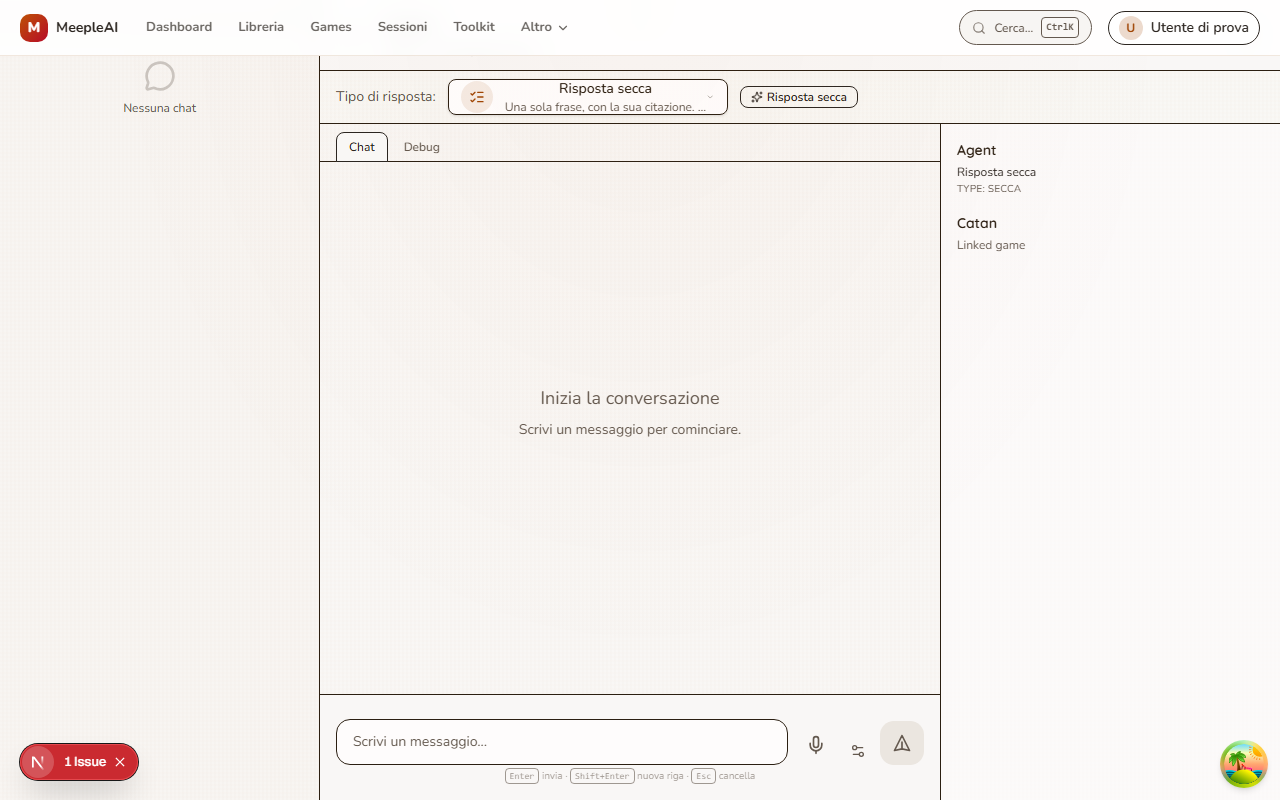 M MeepleAI Dashboard Libreria Games Sessioni Toolkit Altro Cerca... CtrlK U Utente di prova
Nessuna chat
Tipo di risposta: Risposta secca Risposta secca
Una sola frase, con la sua citazione. ...
Chat Debug
Agent
Risposta secca
TYPE: SECCA
Catan
Linked game
Inizia la conversazione
Scrivi un messaggio per cominciare.
Scrivi un messaggio...
Enter invia · Shift+Enter nuova riga · Esc cancella
N 1 Issue